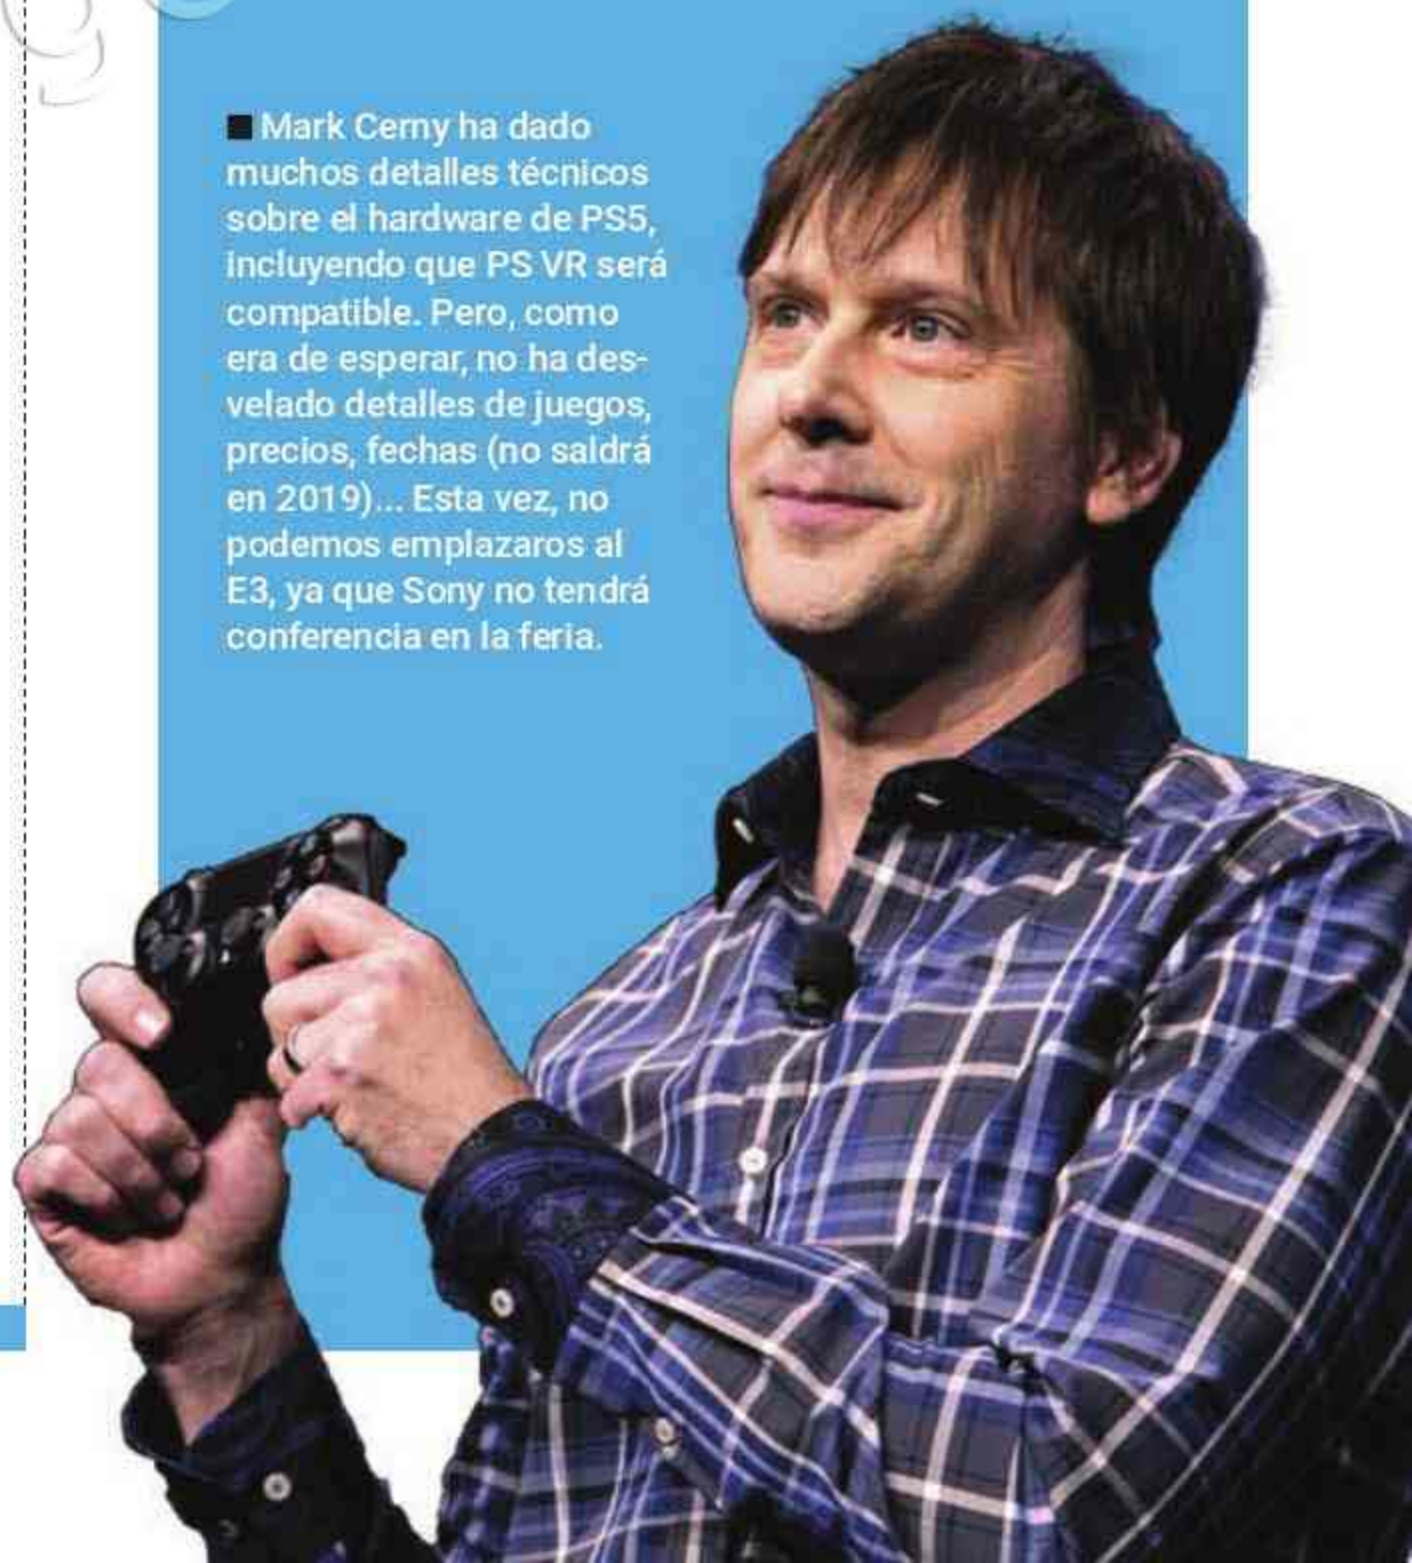 ■ Mark Cerny ha dado
muchos detalles técnicos
sobre el hardware de PS5,
incluyendo que PS VR será
compatible. Pero, como
era de esperar, no ha des-
velado detalles de juegos,
precios, fechas (no saldrá
en 2019)... Esta vez, no
podemos emplazaros al
E3, ya que Sony no tendrá
conferencia en la feria.